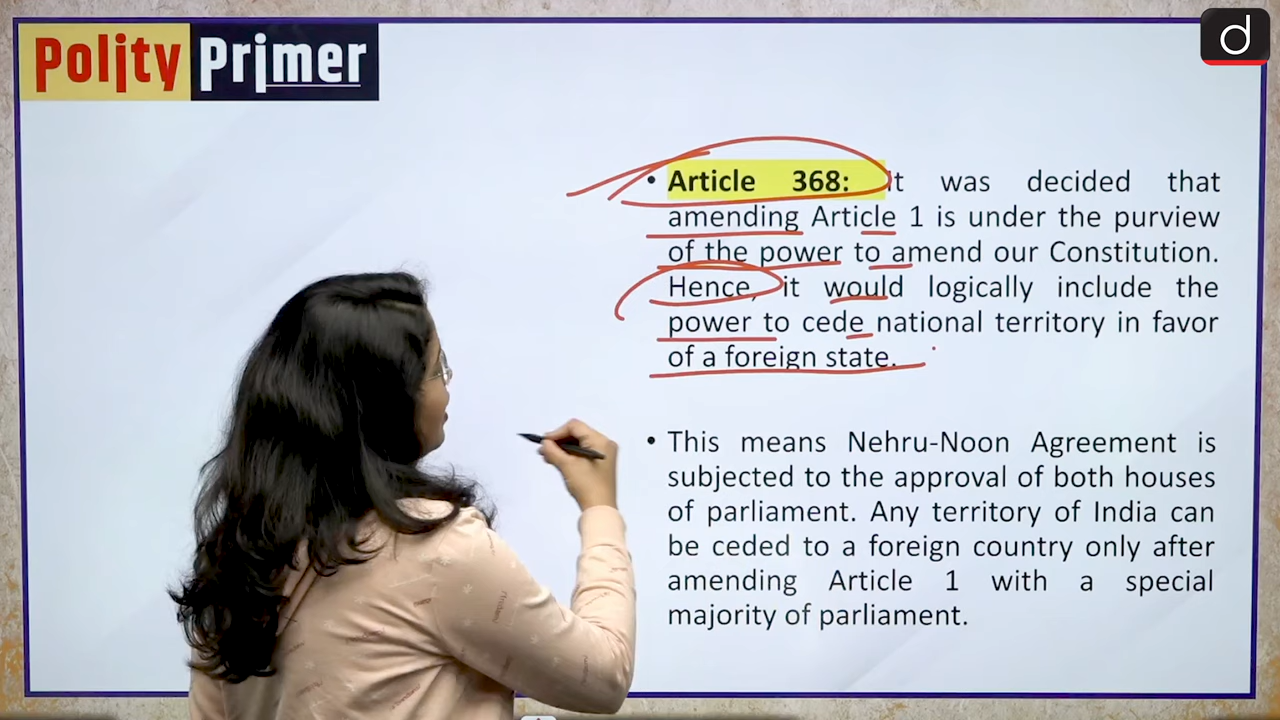 Polity Primer
d
• Article 368: It was decided that
amending Article 1 is under the purview
of the power to amend our Constitution.
Hence, it would logically include the
power to cede national territory in favor
of a foreign state.
• This means Nehru-Noon Agreement is
subjected to the approval of both houses
of parliament. Any territory of India can
be ceded to a foreign country only after
amending Article 1 with a special
majority of parliament.